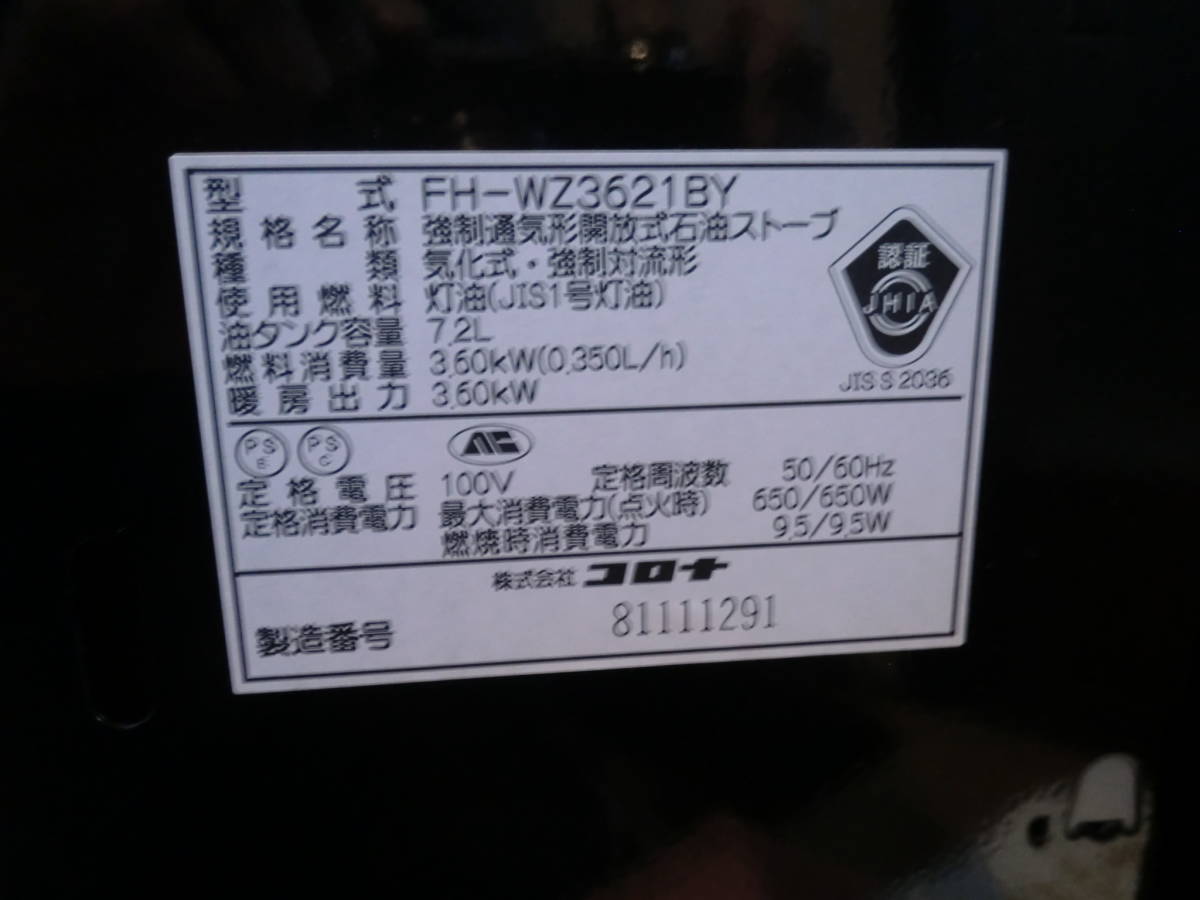 型式 FH-WZ3621BY
規格名称 強制通気形開放式石油ストーブ
種類 気化式・強制対流形
使用燃料 灯油(JIS1号灯油)
油タンク容量 7.2L
燃料消費量 3.60kW(0.350L/h)
暖房出力 3.60kW
認証
JHIA
JIS S 2036
PS E PS C
定格電圧 100V 定格周波数 50/60Hz
定格消費電力 最大消費電力(点火時) 650/650W
燃焼時消費電力 9.5/9.5W
株式会社 コロナ
製造番号 81111291